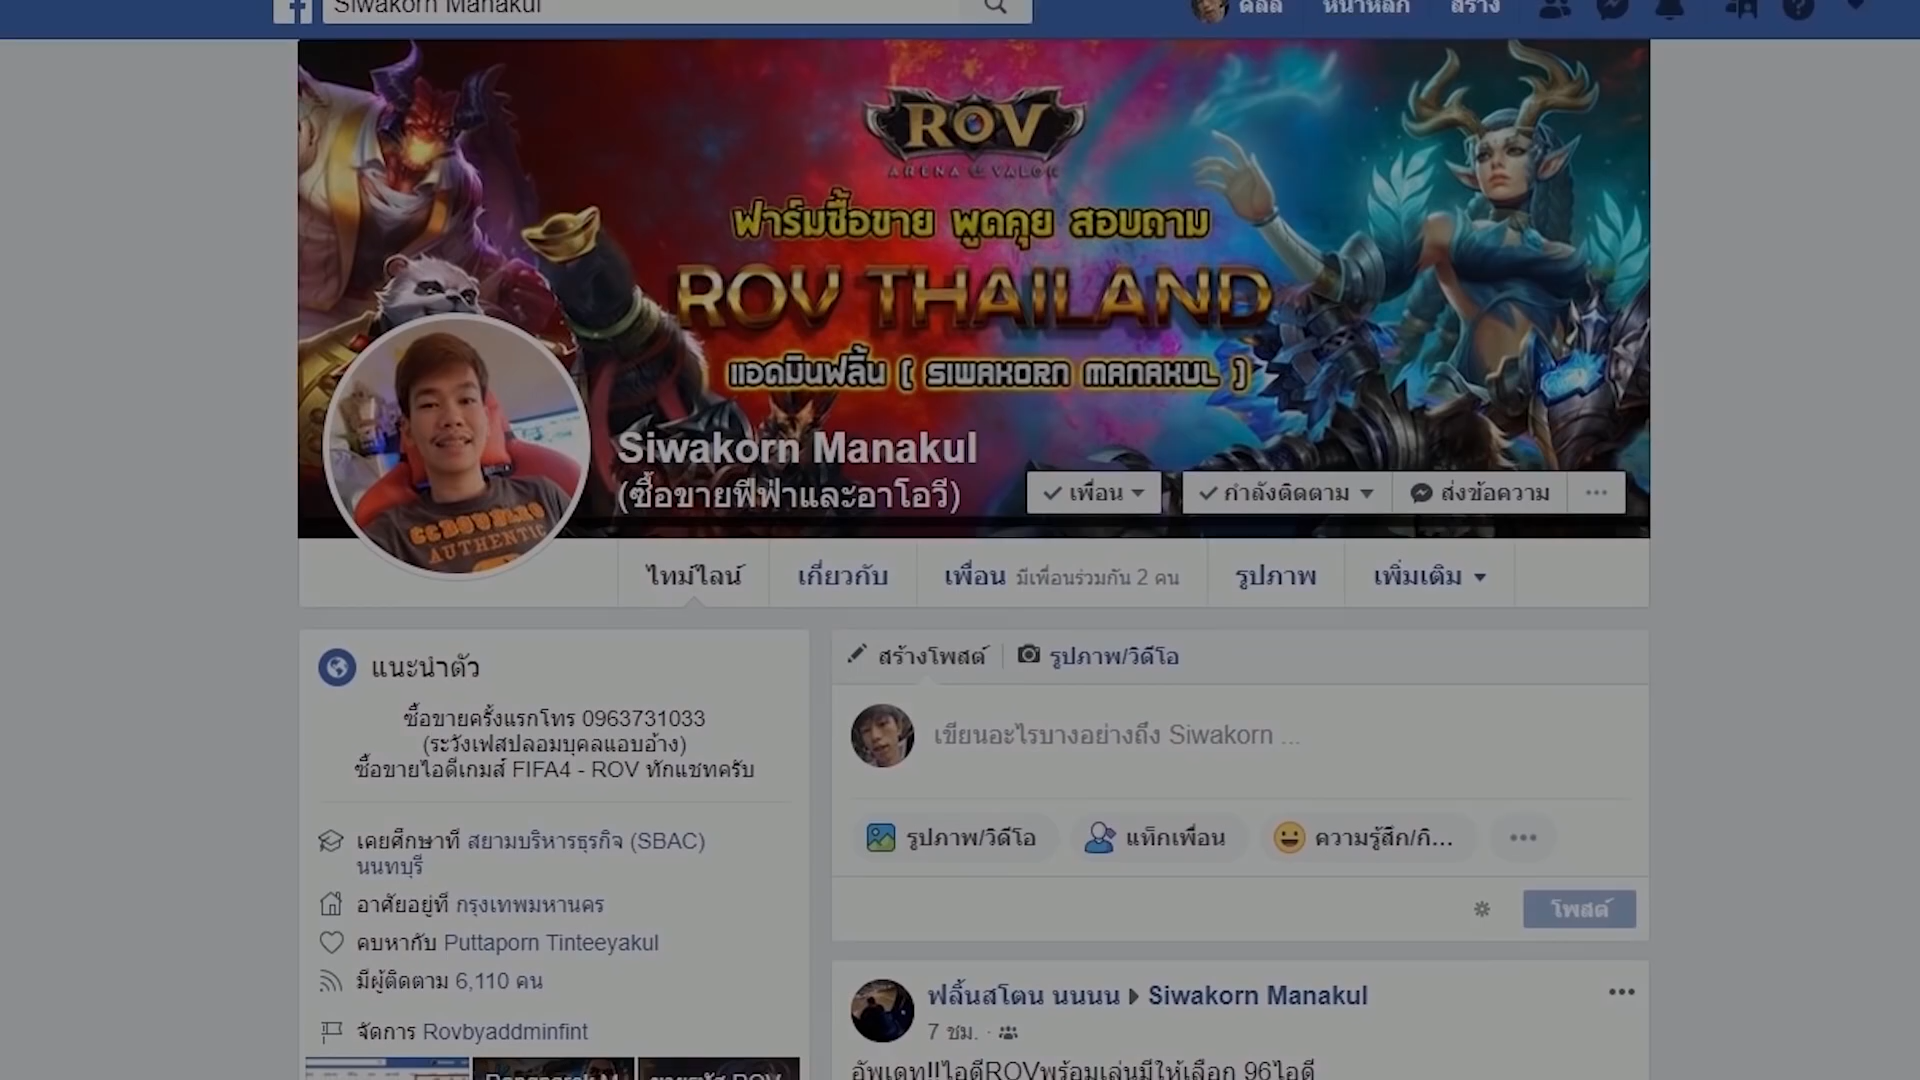 Siwakorn Manakul
ดลล หน้าหลัก สร้าง
ROV
ARENA OF VALOR
ฟาร์มซื้อขาย พูดคุย สอบถาม
ROV THAILAND
แอดมินฟลิ้น ( SIWAKORN MANAKUL )
Siwakorn Manakul
(ซื้อขายฟีฟ่าและอาโอวี)
เพื่อน
กำลังติดตาม
ส่งข้อความ
CC DOUBLE O
AUTHENTIC
ไทม์ไลน์
เกี่ยวกับ
เพื่อน มีเพื่อนร่วมกัน 2 คน
รูปภาพ
เพิ่มเติม
แนะนำตัว
ซื้อขายครั้งแรกโทร 0963731033
(ระวังเฟสปลอมบุคลแอบอ้าง)
ซื้อขายไอดีเกมส์ FIFA4 - ROV ทักแชทครับ
เคยศึกษาที่ สยามบริหารธุรกิจ (SBAC)
นนทบุรี
อาศัยอยู่ที่ กรุงเทพมหานคร
คบหากับ Puttaporn Tinteeyakul
มีผู้ติดตาม 6,110 คน
จัดการ Rovbyaddminfint
สร้างโพสต์
รูปภาพ/วิดีโอ
เขียนอะไรบางอย่างถึง Siwakorn ...
รูปภาพ/วิดีโอ
แท็กเพื่อน
ความรู้สึก/กิ...
โพสต์
ฟลิ้นสโตน นนนน Siwakorn Manakul
7 ชม. ·
อัพเดท!!ไอดีROVพร้อมเล่นมีให้เลือก 96ไอดี